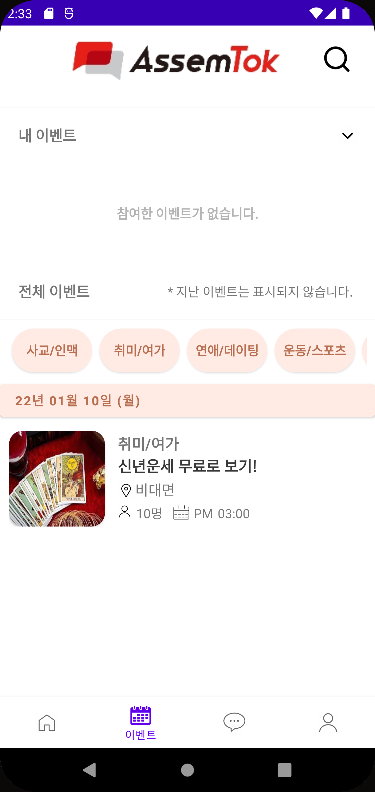 2:33
AssemTok
내 이벤트
참여한 이벤트가 없습니다.
전체 이벤트
* 지난 이벤트는 표시되지 않습니다.
사교/인맥 취미/여가 연애/데이팅 운동/스포츠
22년 01월 10일 (월)
취미/여가
신년운세 무료로 보기!
비대면
10명 PM 03:00
이벤트